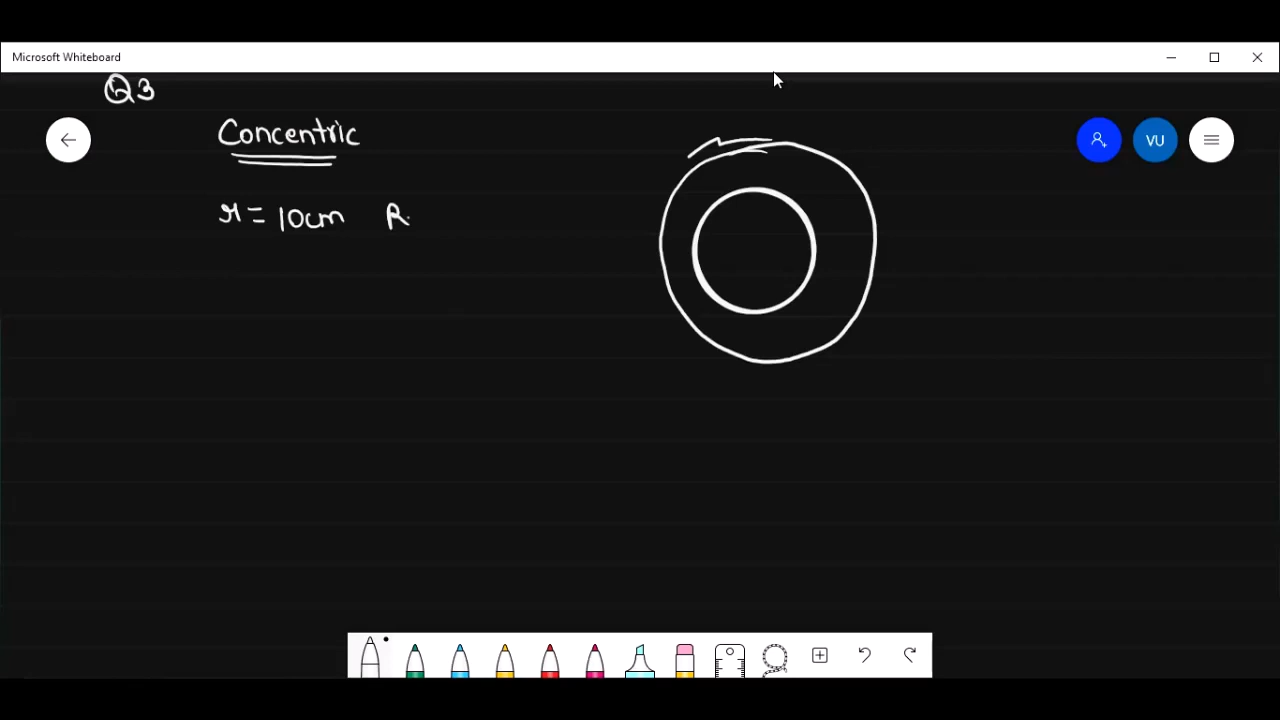 Microsoft Whiteboard
Q3
Concentric
VU
r = 10cm R